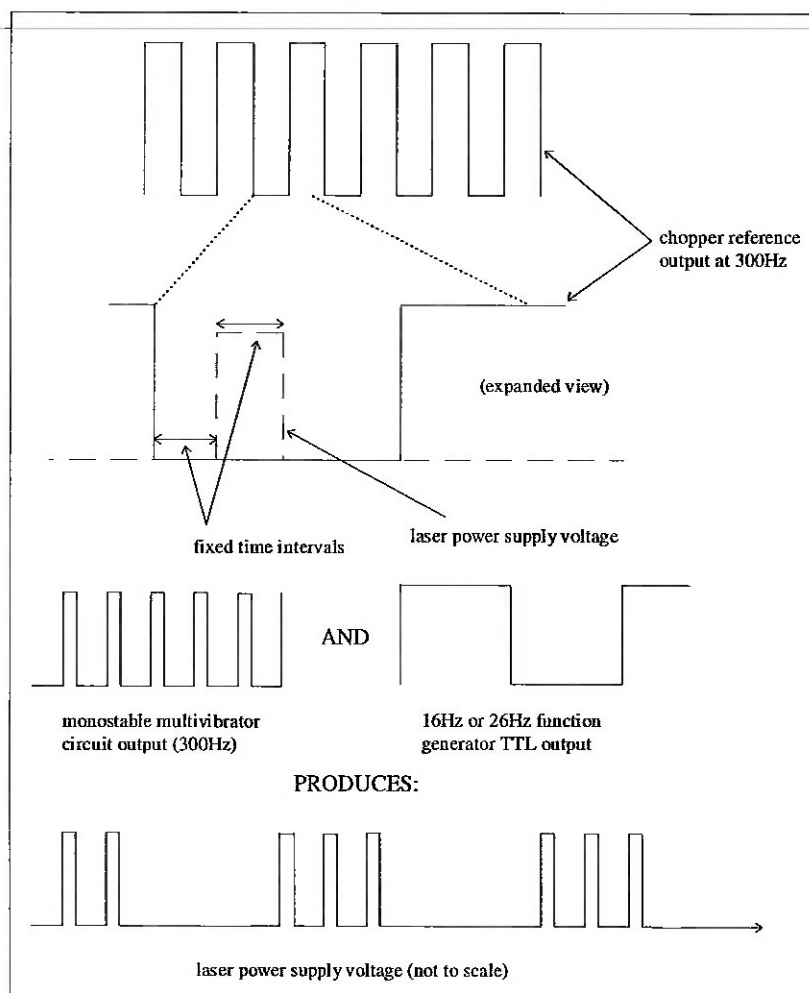 chopper reference
output at 300Hz
(expanded view)
fixed time intervals
laser power supply voltage
AND
monostable multivibrator
circuit output (300Hz)
16Hz or 26Hz function
generator TTL output
PRODUCES:
laser power supply voltage (not to scale)